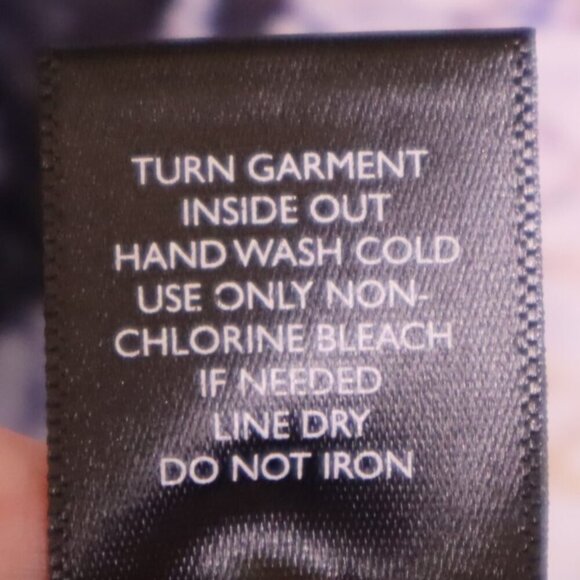 TURN GARMENT
INSIDE OUT
HAND WASH COLD
USE ONLY NON-
CHLORINE BLEACH
IF NEEDED
LINE DRY
DO NOT IRON